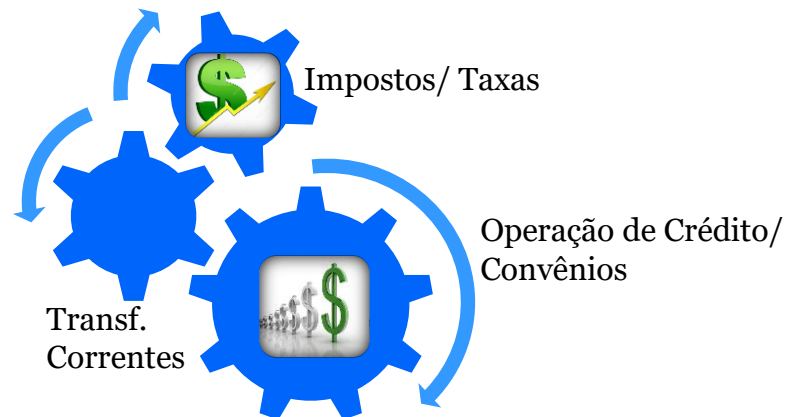 Impostos/ Taxas
Operação de Crédito/
Convênios
Transf.
Correntes